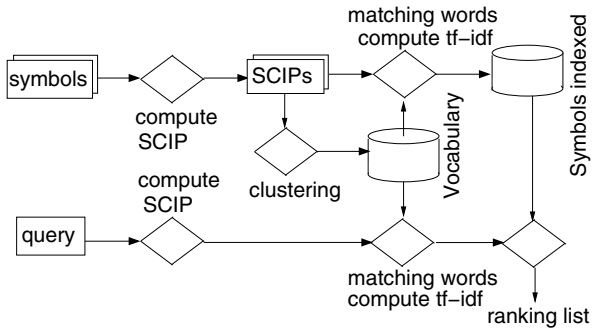 matching words
compute tf−idf
symbols
SCIPs
compute
SCIP
Symbols indexed
Vocabulary
clustering
compute
SCIP
query
matching words
compute tf−idf
ranking list